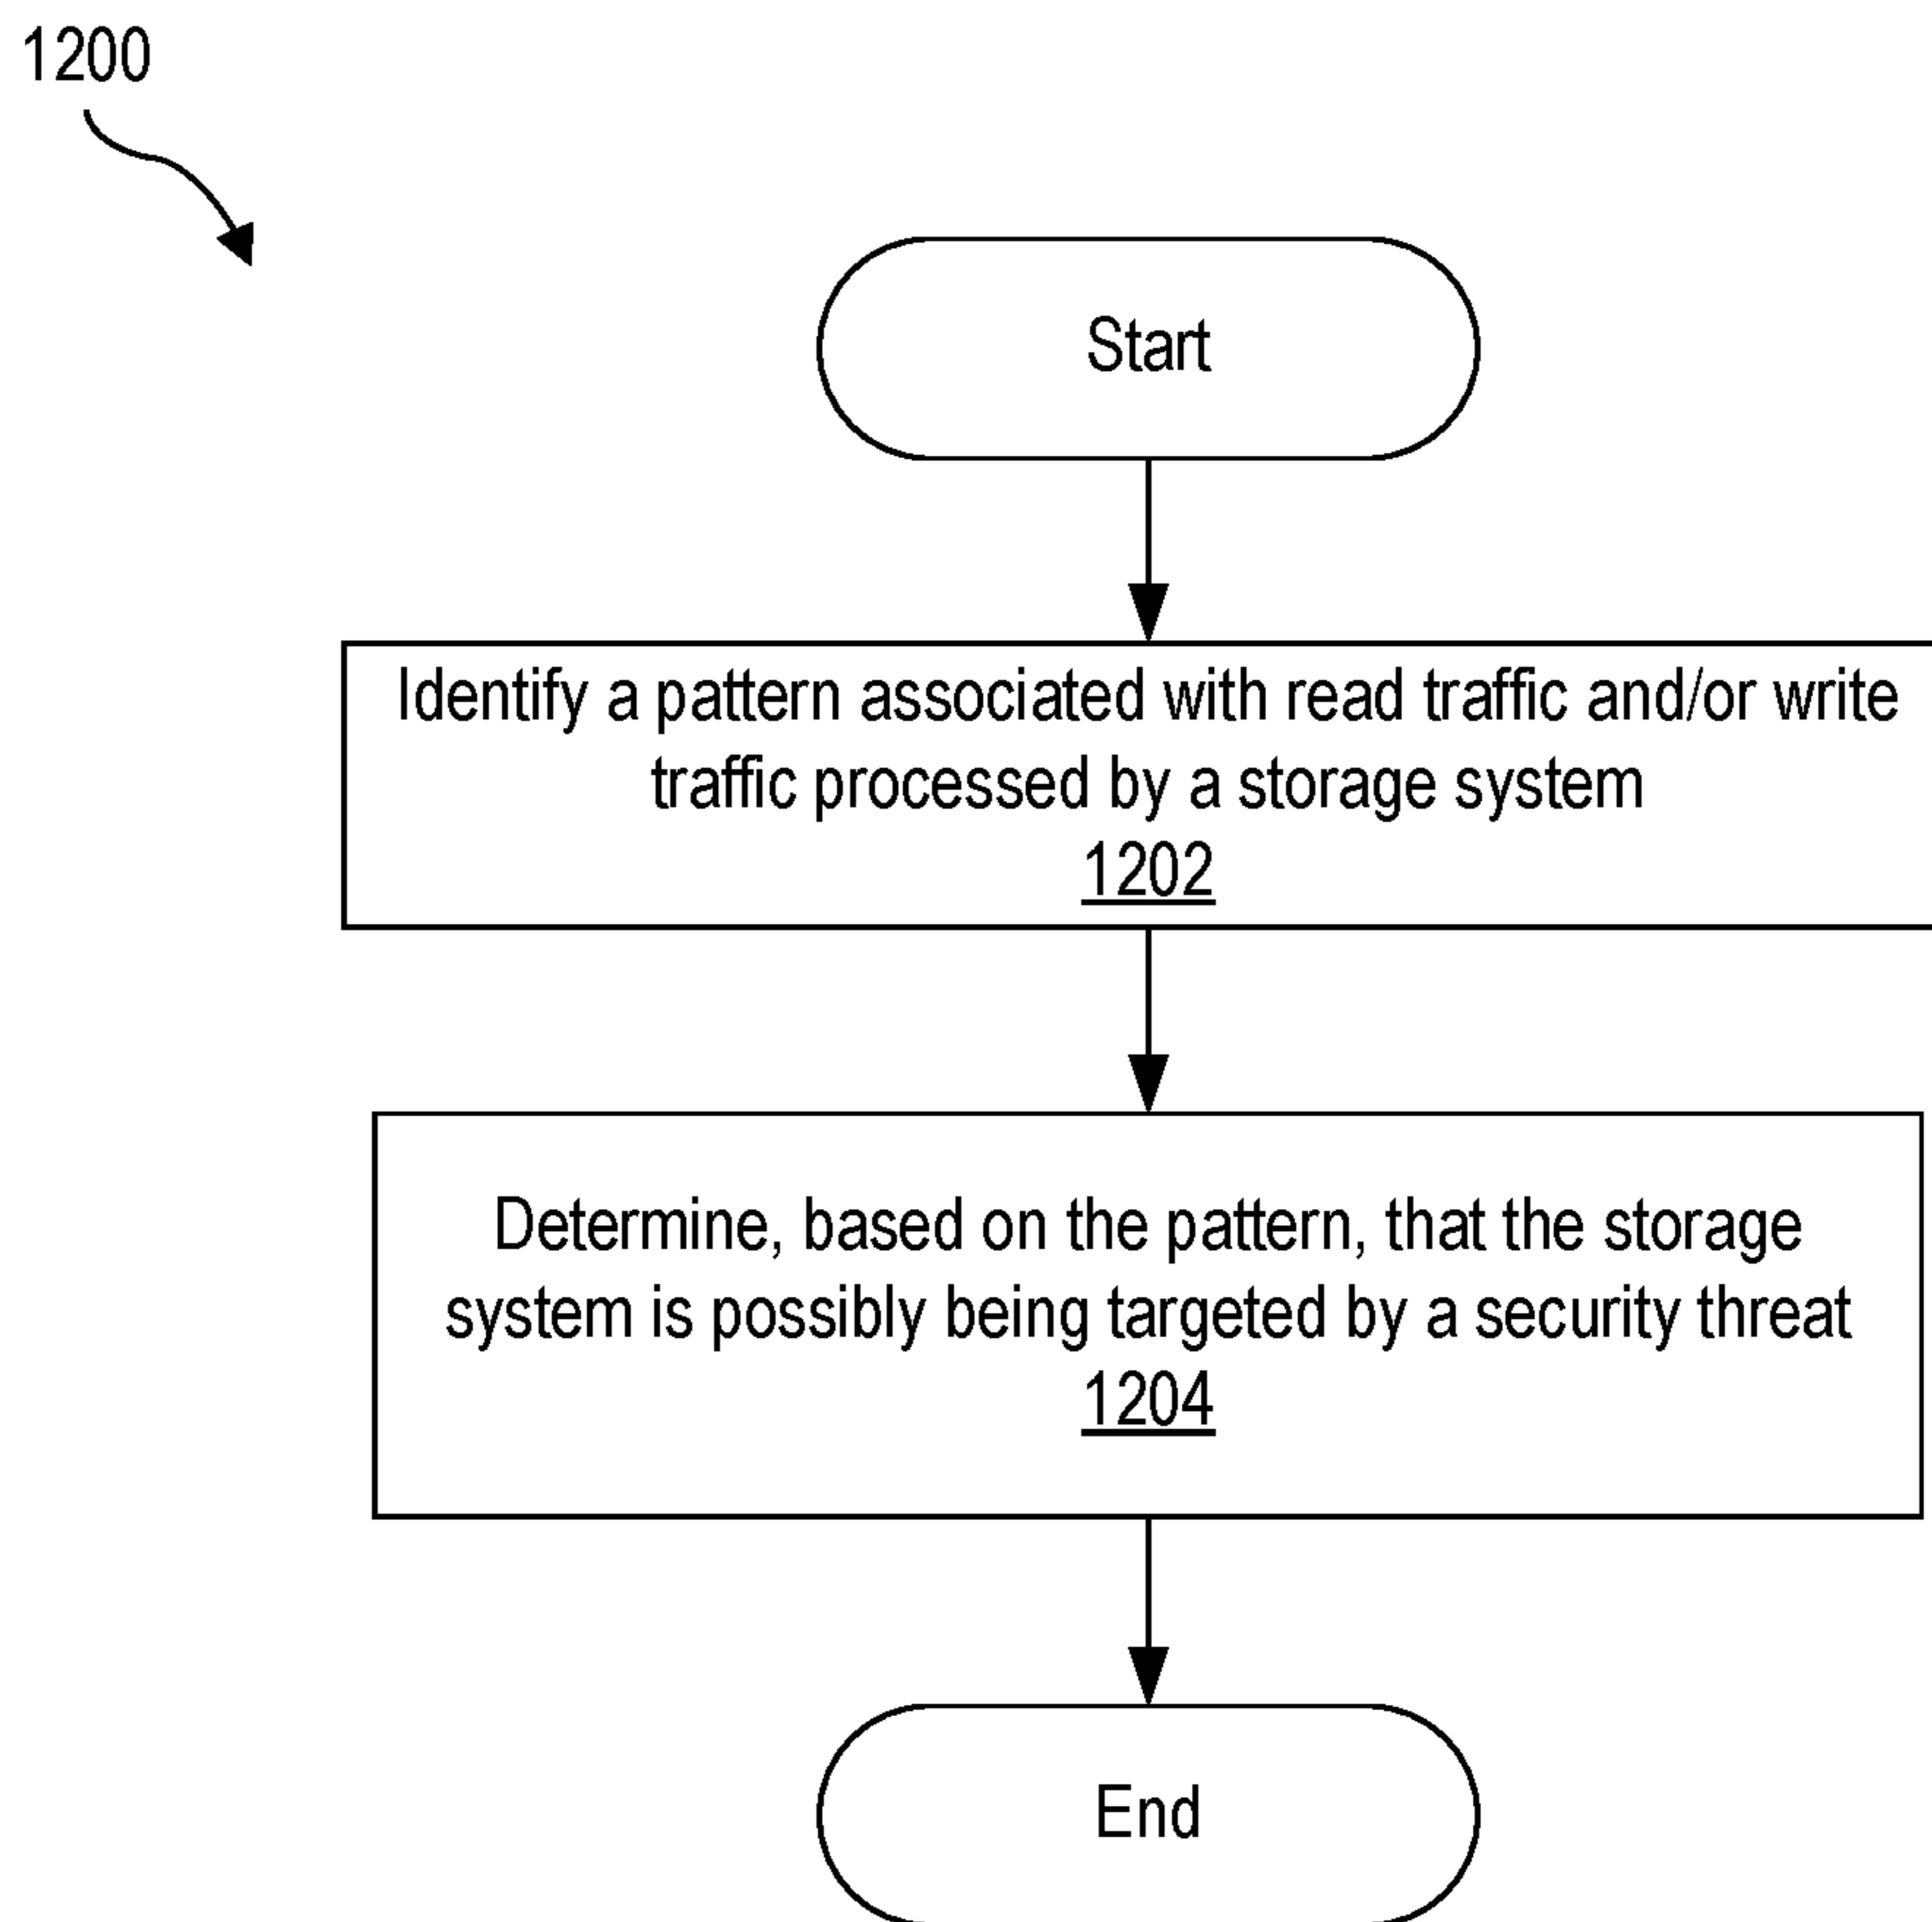 1200
Start
Identify a pattern associated with read traffic and/or write
traffic processed by a storage system
1202
Determine, based on the pattern, that the storage
system is possibly being targeted by a security threat
1204
End